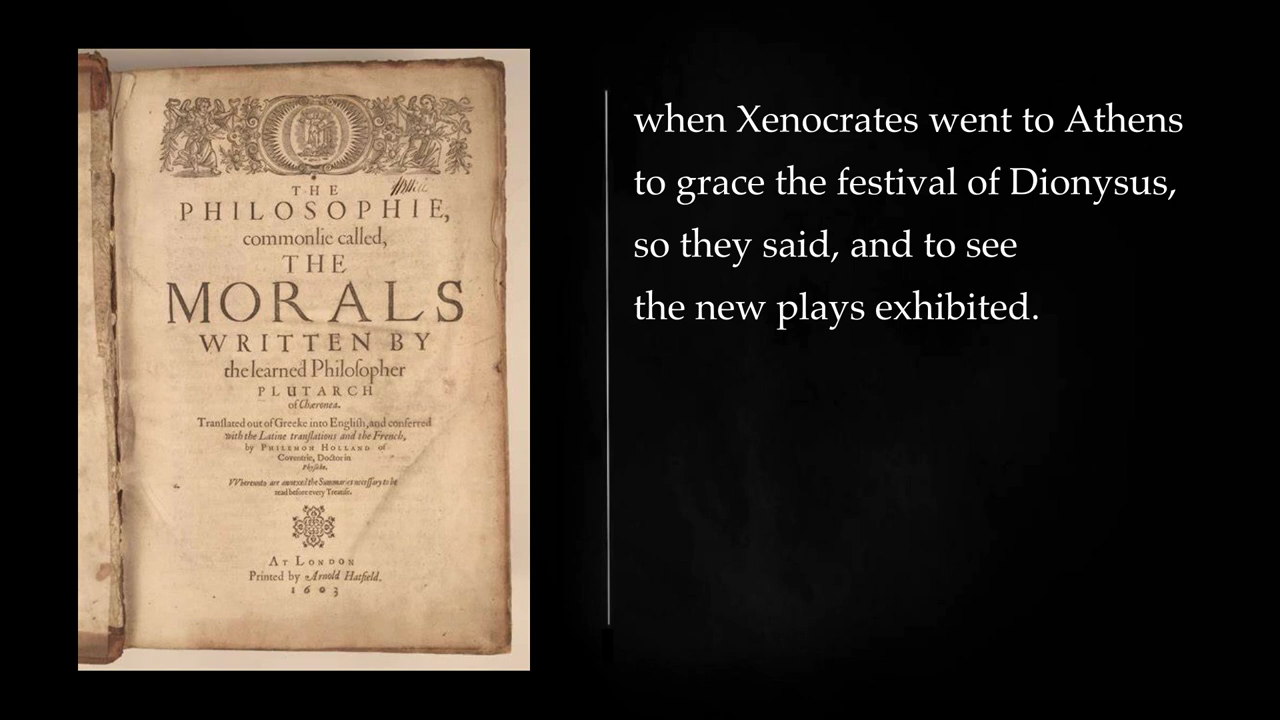 THE
PHILOSOPHIE,
commonlie called,
THE
MORALS
WRITTEN BY
the learned Philoſopher
PLUTARCH
of Chæronea.
Tranſlated out of Greeke into Engliſh, and conferred
with the Latine tranſlations and the French,
by PHILEMON HOLLAND of
Coventrie, Doctor in
Phyſicke.
VVhereunto are annexed the Summaries neceſſary to be
read before every Treatiſe.
AT LONDON
Printed by Arnold Hatfield.
1603
when Xenocrates went to Athens
to grace the festival of Dionysus,
so they said, and to see
the new plays exhibited.